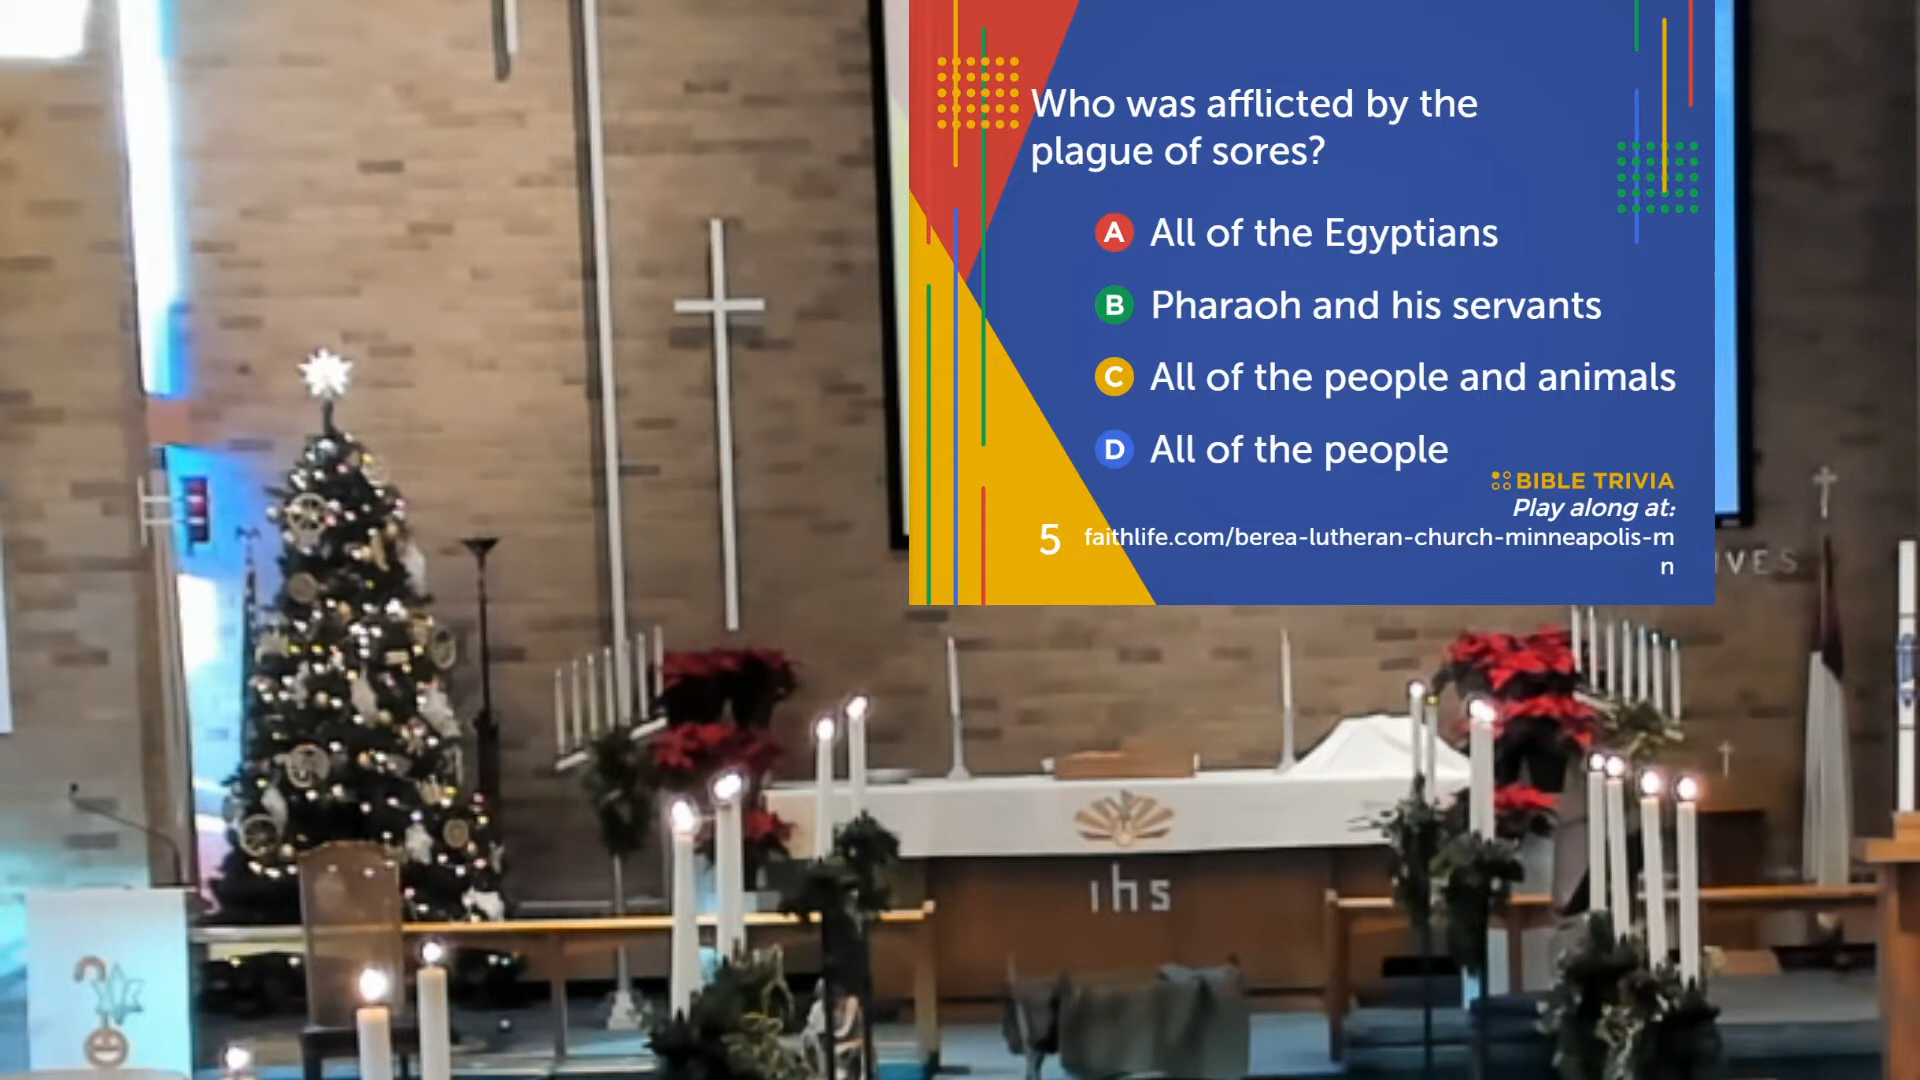 Who was afflicted by the
plague of sores?
A All of the Egyptians
B Pharaoh and his servants
C All of the people and animals
D All of the people
BIBLE TRIVIA
Play along at:
5 faithlife.com/berea-lutheran-church-minneapolis-m
n
IVES
ihs